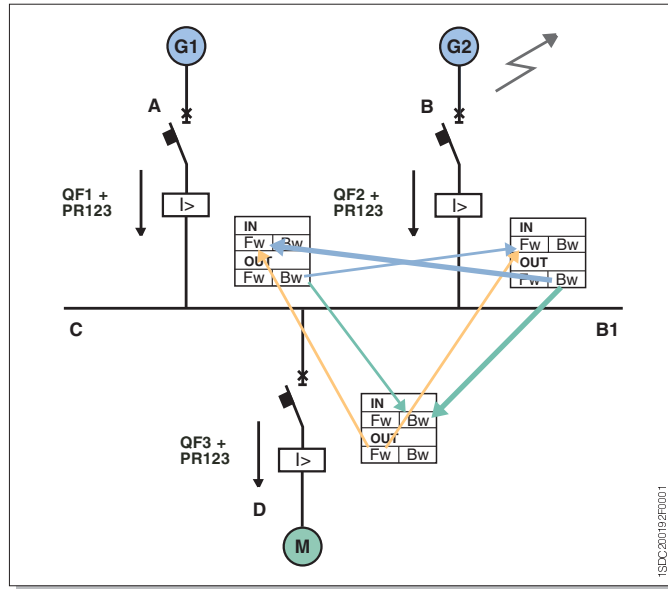 G1
G2
A
B
QF1 +
PR123
I>
QF2 +
PR123
I>
IN
Fw Bw
OUT
Fw Bw
IN
Fw Bw
OUT
Fw Bw
C
B1
IN
Fw Bw
OUT
Fw Bw
QF3 +
PR123
I>
D
M
1SDC200192F0001